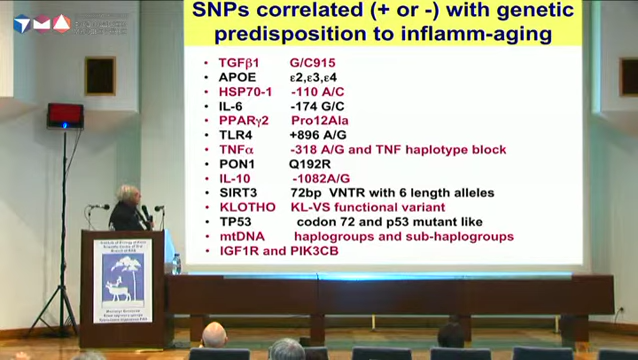 SNPs correlated (+ or -) with genetic
predisposition to inflamm-aging
• TGFβ1 G/C915
• APOE ε2,ε3,ε4
• HSP70-1 -110 A/C
• IL-6 -174 G/C
• PPARγ2 Pro12Ala
• TLR4 +896 A/G
• TNFα -318 A/G and TNF haplotype block
• PON1 Q192R
• IL-10 -1082A/G
• SIRT3 72bp VNTR with 6 length alleles
• KLOTHO KL-VS functional variant
• TP53 codon 72 and p53 mutant like
• mtDNA haplogroups and sub-haplogroups
• IGF1R and PIK3CB